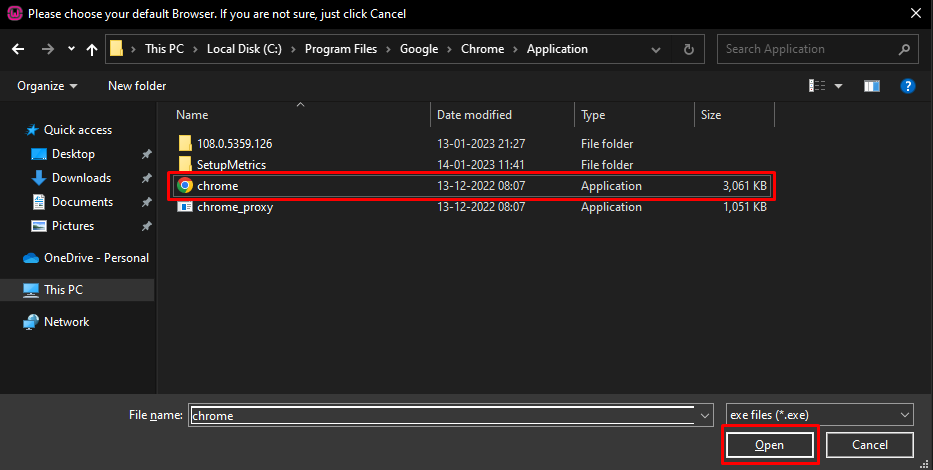 Please choose your default Browser. If you are not sure, just click Cancel
This PC > Local Disk (C:) > Program Files > Google > Chrome > Application
Search Application
Organize New folder
Name Date modified Type Size
Quick access
Desktop
Downloads
Documents
Pictures
OneDrive - Personal
This PC
Network
108.0.5359.126 13-01-2023 21:27 File folder
SetupMetrics 14-01-2023 11:41 File folder
chrome 13-12-2022 08:07 Application 3,061 KB
chrome_proxy 13-12-2022 08:07 Application 1,051 KB
File name: chrome exe files (*.exe)
Open Cancel